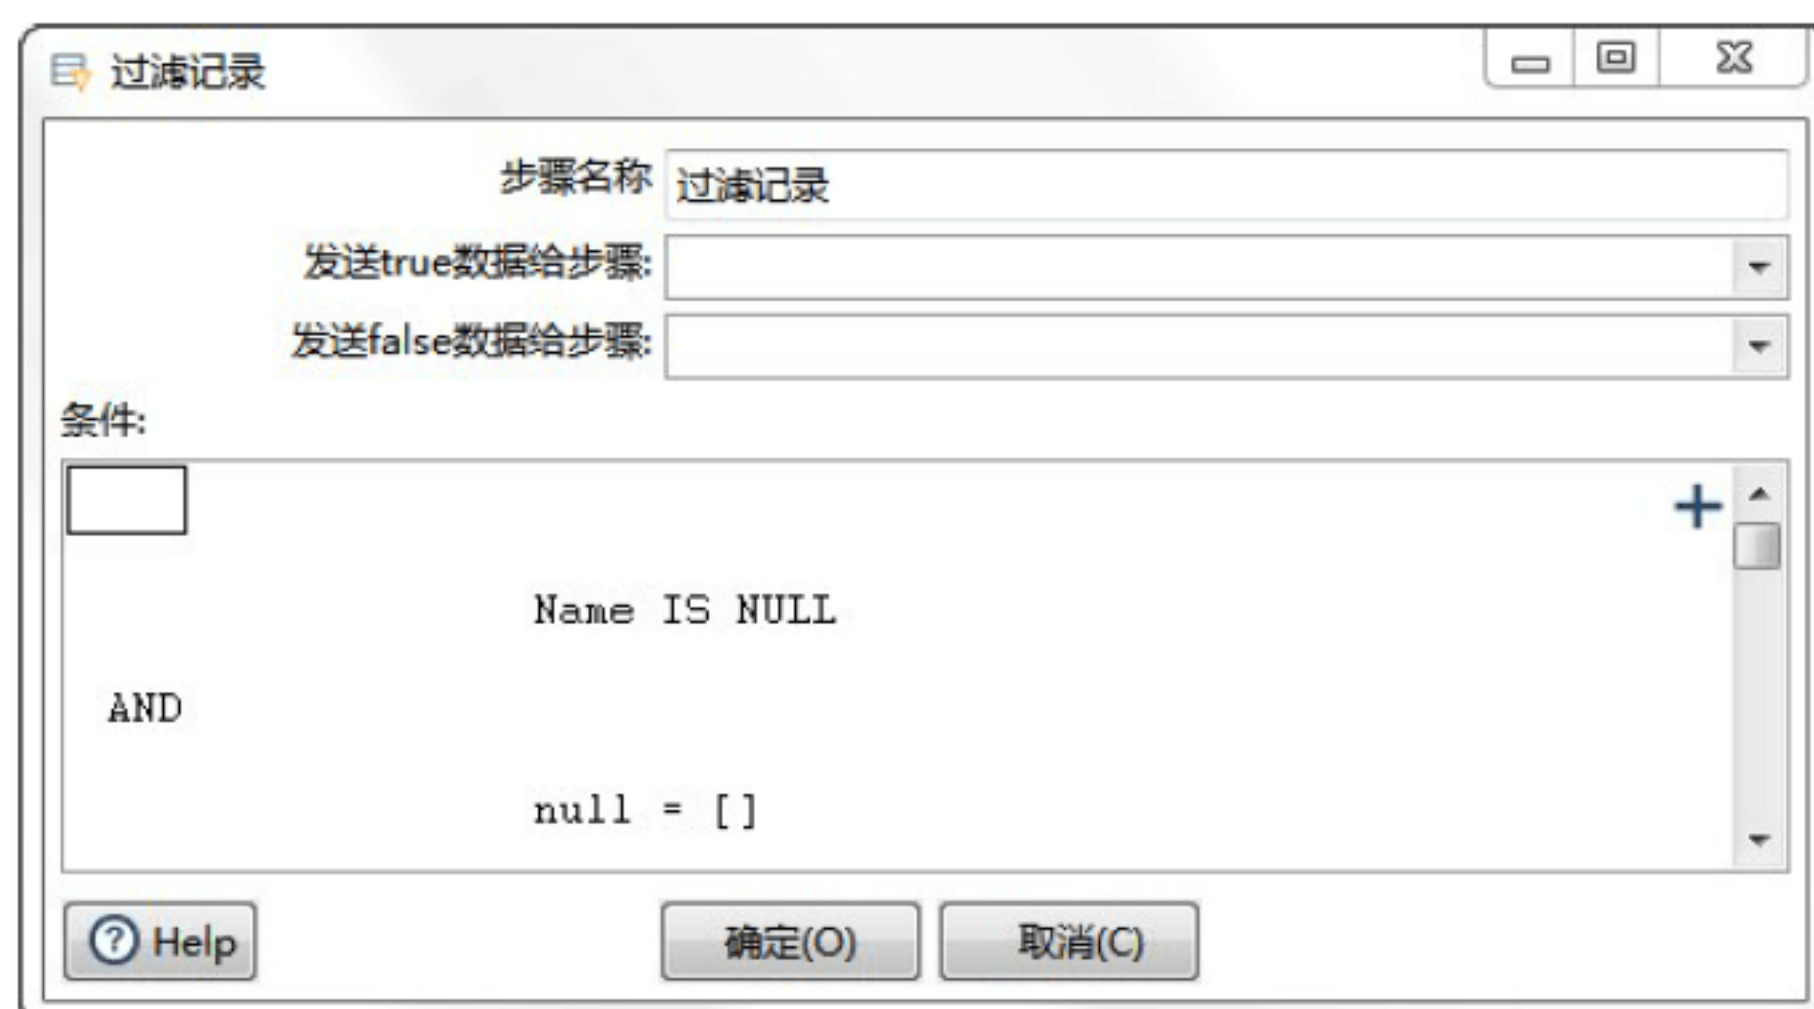 过滤记录
步骤名称 过滤记录
发送true数据给步骤:
发送false数据给步骤:
条件:
Name IS NULL
AND
null = []
Help 确定(O) 取消(C)